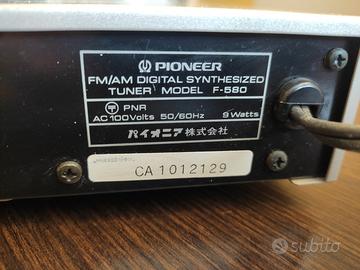 PIONEER
FM/AM DIGITAL SYNTHESIZED
TUNER MODEL F-580
PNR
AC 100Volts 50/60Hz 9 Watts
パイオニア株式会社
CA 1012129
subito